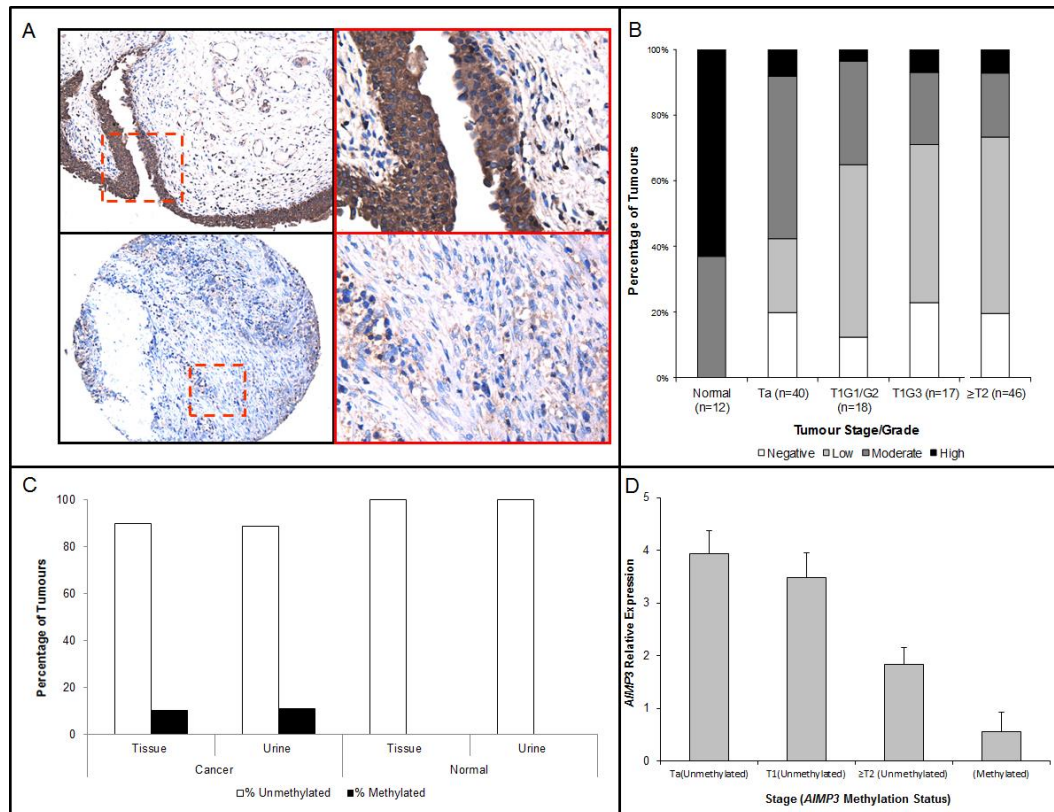 A
B
100%
80%
60%
40%
20%
0%
Percentage of Tumours
Normal (n=12)
Ta (n=40)
T1G1/G2 (n=18)
T1G3 (n=17)
≥T2 (n=46)
Tumour Stage/Grade
Negative Low Moderate High
C
100
80
60
40
20
0
Percentage of Tumours
Tissue Urine Tissue Urine
Cancer Normal
% Unmethylated % Methylated
D
5
4
3
2
1
0
AIMP3 Relative Expression
Ta(Unmethylated) T1(Unmethylated) ≥T2 (Unmethylated) (Methylated)
Stage (AIMP3 Methylation Status)